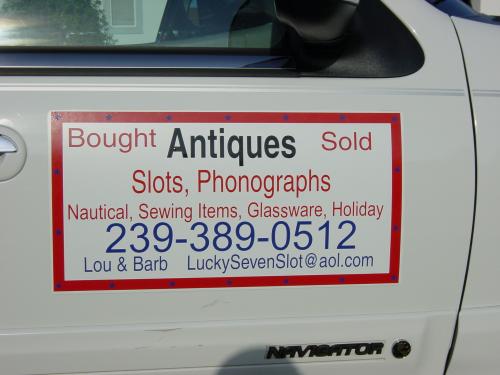 Bought Antiques Sold
Slots, Phonographs
Nautical, Sewing Items, Glassware, Holiday
239-389-0512
Lou & Barb LuckySevenSlot@aol.com
NAVIGATOR